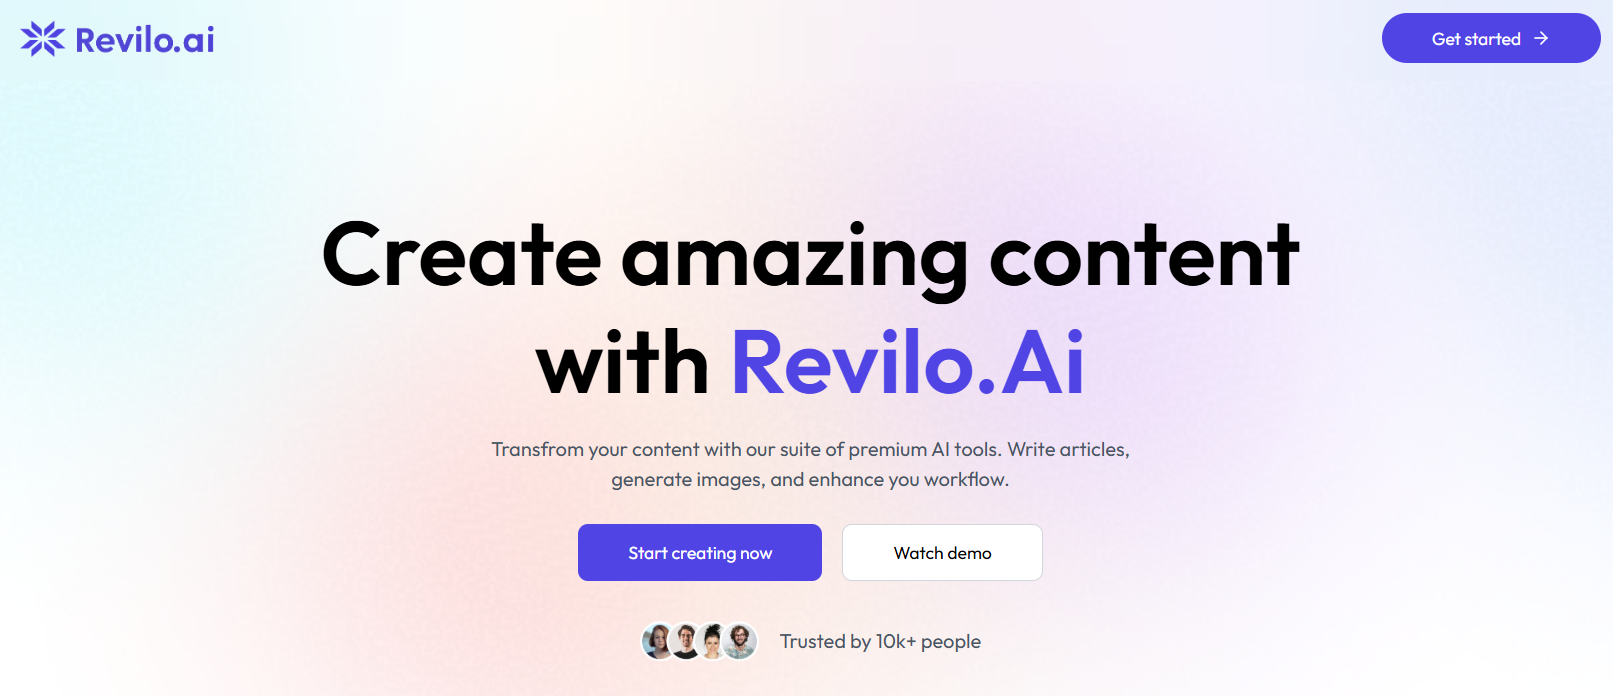 Revilo.ai
Get started
Create amazing content
with Revilo.Ai
Transfrom your content with our suite of premium AI tools. Write articles,
generate images, and enhance you workflow.
Start creating now
Watch demo
Trusted by 10k+ people